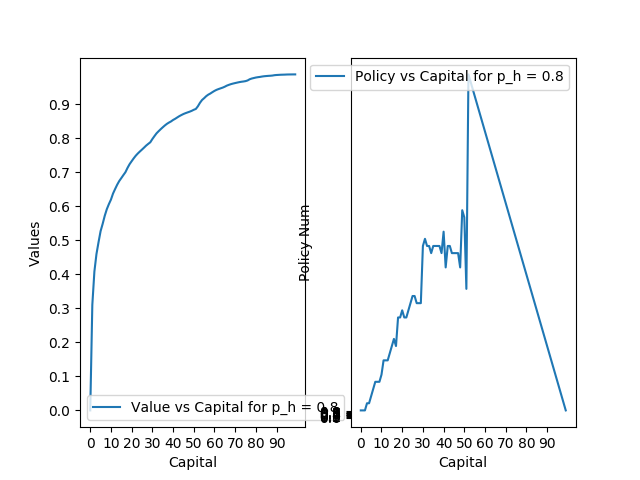 Policy vs Capital for p_h = 0.8
0.9
0.8
0.7
0.6
0.5
0.4
0.3
0.2
0.1
0.0
Values
Policy Num
Value vs Capital for p_h = 0.8
0 10 20 30 40 50 60 70 80 90
0 10 20 30 40 50 60 70 80 90
Capital
Capital